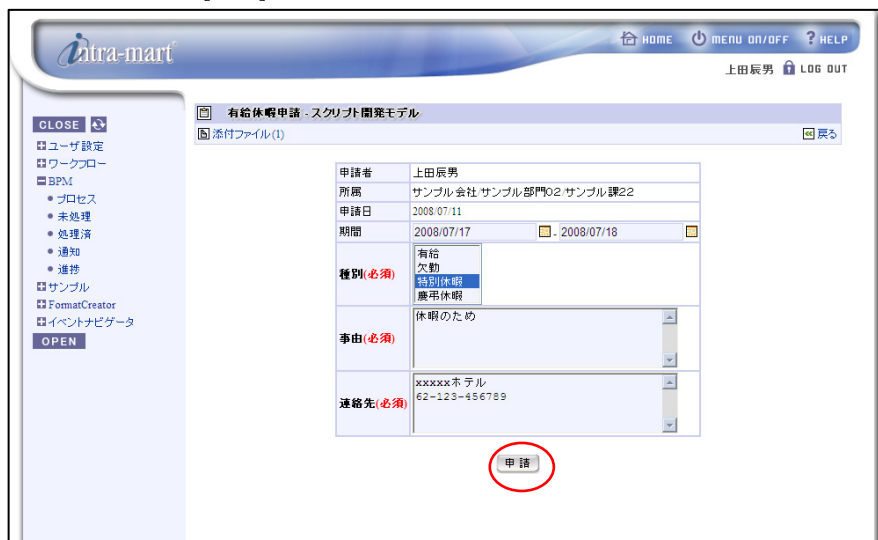 intra-mart
HOME MENU ON/OFF ? HELP
上田辰男 LOG OUT
CLOSE
ユーザ設定
ワークフロー
BPM
プロセス
未処理
処理済
通知
進捗
サンプル
FormatCreator
イベントナビゲータ
OPEN
有給休暇申請 - スクリプト開発モデル
添付ファイル(1) 戻る
申請者 上田辰男
所属 サンプル会社/サンプル部門02/サンプル課22
申請日 2008/07/11
期間 2008/07/17 - 2008/07/18
種別(必須) 有給
欠勤
特別休暇
慶弔休暇
事由(必須) 休暇のため
連絡先(必須) xxxxxホテル
62-123-456789
申請